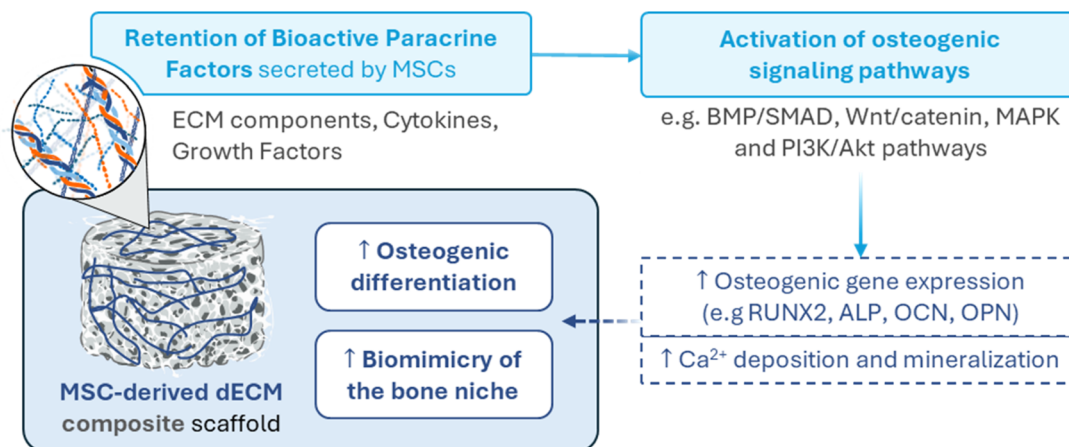 Retention of Bioactive Paracrine
Factors secreted by MSCs
ECM components, Cytokines,
Growth Factors
Activation of osteogenic
signaling pathways
e.g. BMP/SMAD, Wnt/catenin, MAPK
and PI3K/Akt pathways
↑ Osteogenic gene expression
(e.g RUNX2, ALP, OCN, OPN)
↑ Ca²⁺ deposition and mineralization
↑ Osteogenic
differentiation
↑ Biomimicry of
the bone niche
MSC-derived dECM
composite scaffold